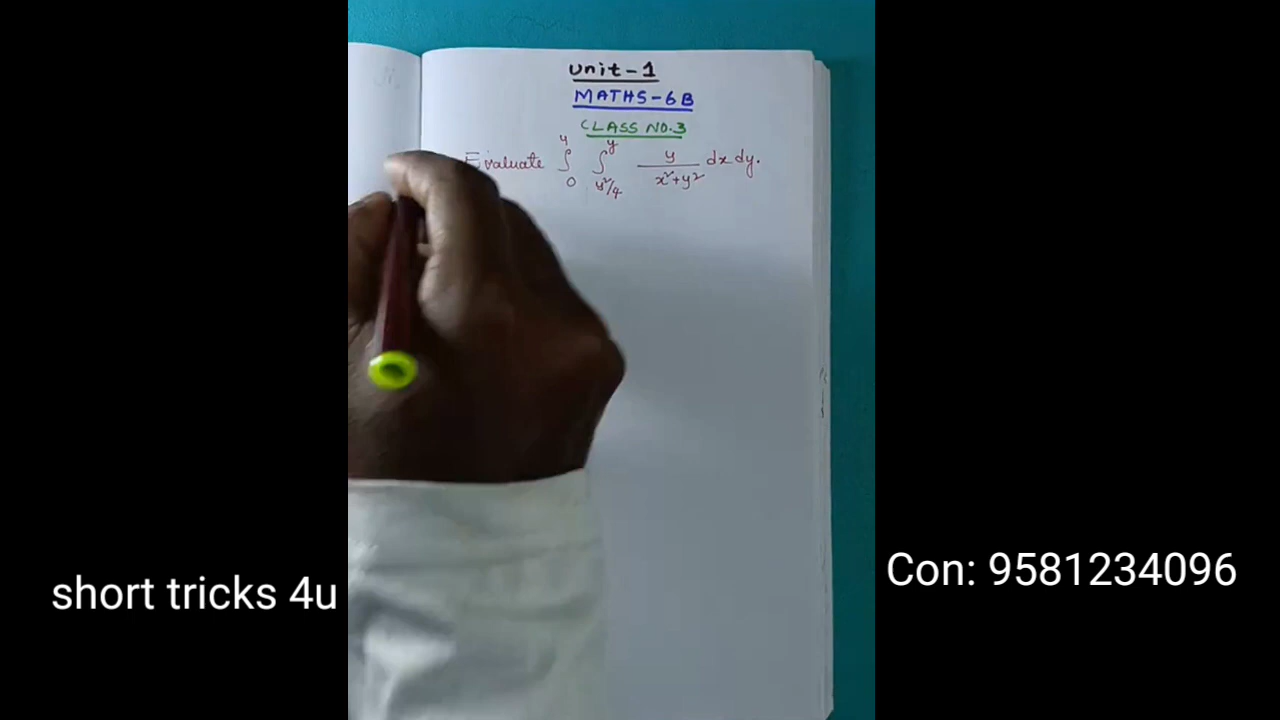 Unit-1
MATHS-6B
CLASS NO.3
Evaluate ∫₀⁴ ∫_{y²/4}^{y} y/(x²+y²) dx dy.
short tricks 4u
Con: 9581234096